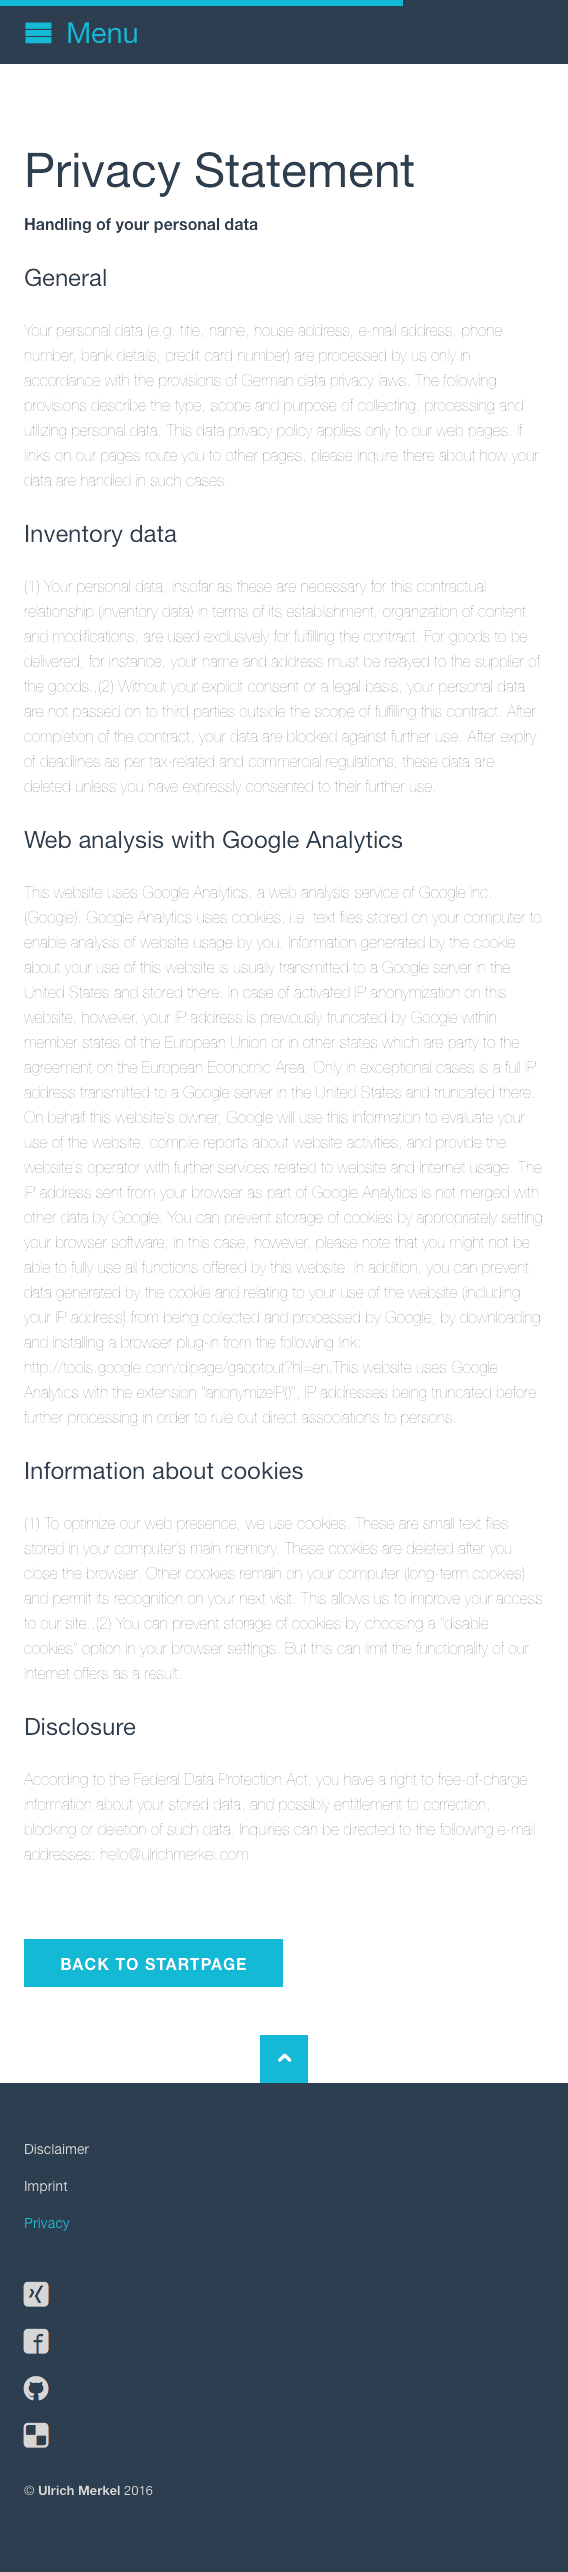 Menu
Privacy Statement
Handling of your personal data
General
Your personal data (e.g. title, name, house address, e-mail address, phone
number, bank details, credit card number) are processed by us only in
accordance with the provisions of German data privacy laws. The following
provisions describe the type, scope and purpose of collecting, processing and
utilizing personal data. This data privacy policy applies only to our web pages. If
links on our pages route you to other pages, please inquire there about how your
data are handled in such cases.
Inventory data
(1) Your personal data, insofar as these are necessary for this contractual
relationship (inventory data) in terms of its establishment, organization of content
and modifications, are used exclusively for fulfilling the contract. For goods to be
delivered, for instance, your name and address must be relayed to the supplier of
the goods.,(2) Without your explicit consent or a legal basis, your personal data
are not passed on to third parties outside the scope of fulfilling this contract. After
completion of the contract, your data are blocked against further use. After expiry
of deadlines as per tax-related and commercial regulations, these data are
deleted unless you have expressly consented to their further use.
Web analysis with Google Analytics
This website uses Google Analytics, a web analysis service of Google Inc.
(Google). Google Analytics uses cookies, i.e. text files stored on your computer to
enable analysis of website usage by you. Information generated by the cookie
about your use of this website is usually transmitted to a Google server in the
United States and stored there. In case of activated IP anonymization on this
website, however, your IP address is previously truncated by Google within
member states of the European Union or in other states which are party to the
agreement on the European Economic Area. Only in exceptional cases is a full IP
address transmitted to a Google server in the United States and truncated there.
On behalf this website's owner, Google will use this information to evaluate your
use of the website, compile reports about website activities, and provide the
website's operator with further services related to website and Internet usage. The
IP address sent from your browser as part of Google Analytics is not merged with
other data by Google. You can prevent storage of cookies by appropriately setting
your browser software; in this case, however, please note that you might not be
able to fully use all functions offered by this website. In addition, you can prevent
data generated by the cookie and relating to your use of the website (including
your IP address) from being collected and processed by Google, by downloading
and installing a browser plug-in from the following link:
http://tools.google.com/dlpage/gaoptout?hl=en,This website uses Google
Analytics with the extension "anonymizeIP()", IP addresses being truncated before
further processing in order to rule out direct associations to persons.
Information about cookies
(1) To optimize our web presence, we use cookies. These are small text files
stored in your computer's main memory. These cookies are deleted after you
close the browser. Other cookies remain on your computer (long-term cookies)
and permit its recognition on your next visit. This allows us to improve your access
to our site.,(2) You can prevent storage of cookies by choosing a "disable
cookies" option in your browser settings. But this can limit the functionality of our
internet offers as a result.
Disclosure
According to the Federal Data Protection Act, you have a right to free-of-charge
information about your stored data, and possibly entitlement to correction,
blocking or deletion of such data. Inquiries can be directed to the following e-mail
addresses: hello@ulrichmerkel.com
BACK TO STARTPAGE
Disclaimer
Imprint
Privacy
© Ulrich Merkel 2016